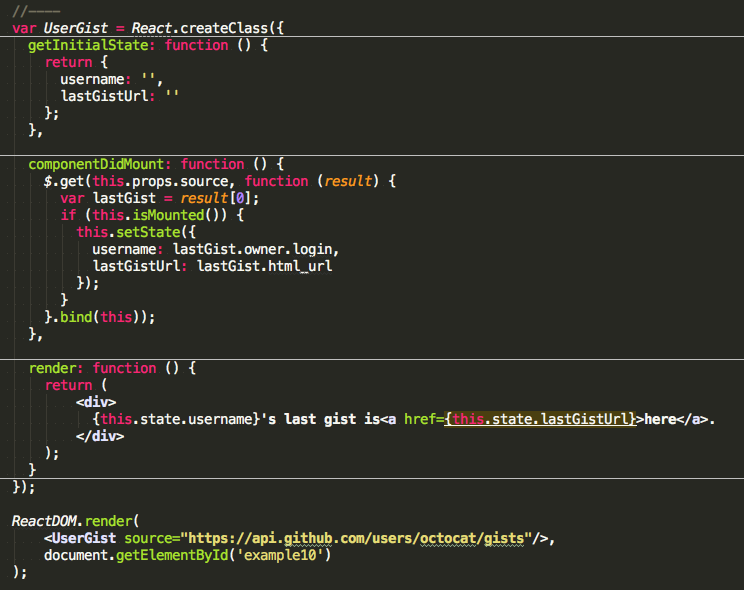 //————
var UserGist = React.createClass({
  getInitialState: function () {
    return {
      username: '',
      lastGistUrl: ''
    };
  },

  componentDidMount: function () {
    $.get(this.props.source, function (result) {
      var lastGist = result[0];
      if (this.isMounted()) {
        this.setState({
          username: lastGist.owner.login,
          lastGistUrl: lastGist.html_url
        });
      }
    }.bind(this));
  },

  render: function () {
    return (
        <div>
          {this.state.username}'s last gist is<a href={this.state.lastGistUrl}>here</a>.
        </div>
    );
  }
});

ReactDOM.render(
    <UserGist source="https://api.github.com/users/octocat/gists"/>,
    document.getElementById('example10')
);